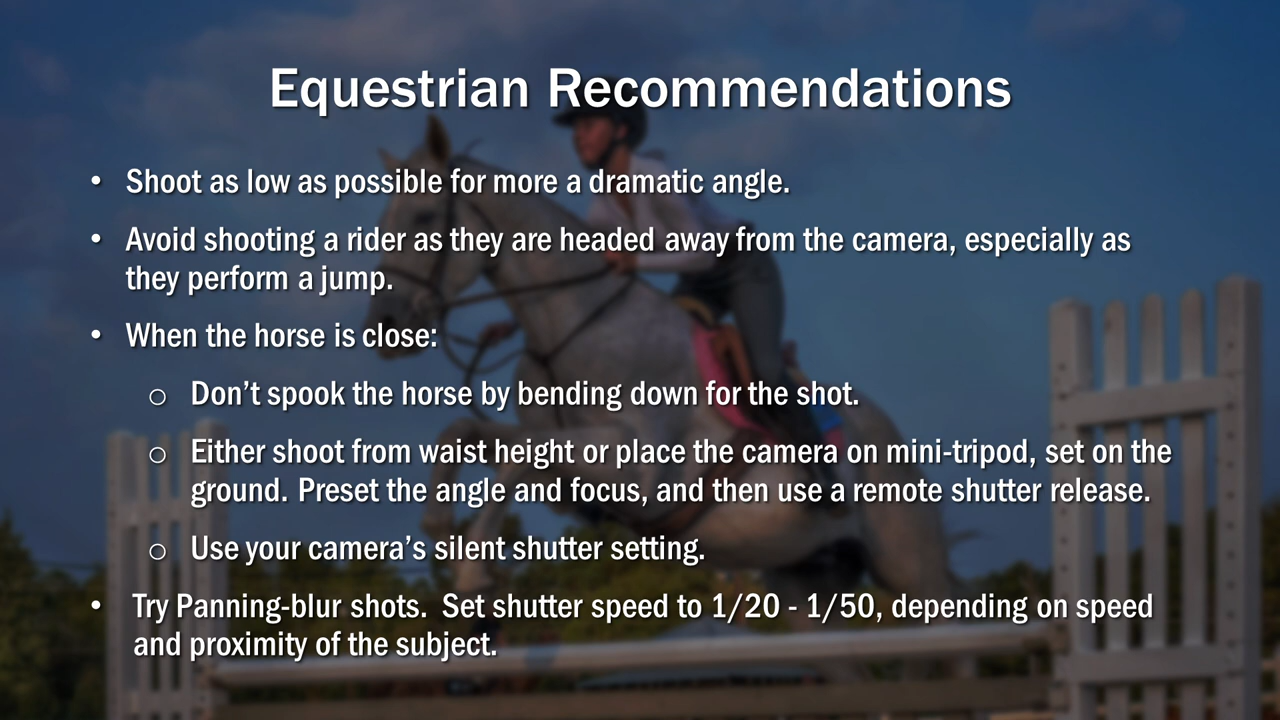 Equestrian Recommendations
• Shoot as low as possible for more a dramatic angle.
• Avoid shooting a rider as they are headed away from the camera, especially as
they perform a jump.
• When the horse is close:
o Don’t spook the horse by bending down for the shot.
o Either shoot from waist height or place the camera on mini-tripod, set on the
ground. Preset the angle and focus, and then use a remote shutter release.
o Use your camera’s silent shutter setting.
• Try Panning-blur shots.  Set shutter speed to 1/20 - 1/50, depending on speed
and proximity of the subject.